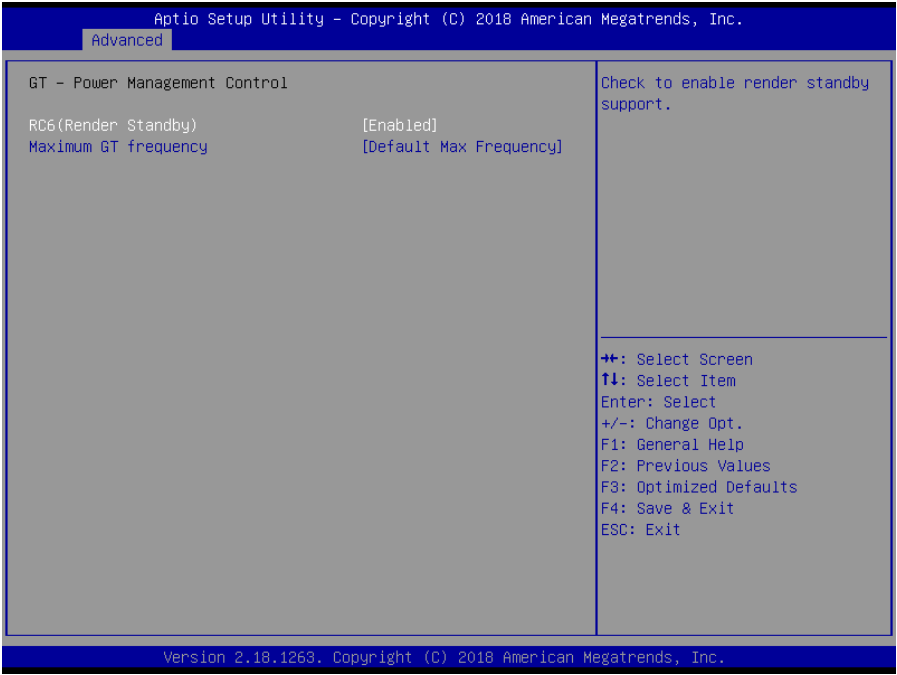 Aptio Setup Utility – Copyright (C) 2018 American Megatrends, Inc.
Advanced
GT – Power Management Control
RC6(Render Standby) [Enabled]
Maximum GT frequency [Default Max Frequency]
Check to enable render standby
support.
→←: Select Screen
↑↓: Select Item
Enter: Select
+/-: Change Opt.
F1: General Help
F2: Previous Values
F3: Optimized Defaults
F4: Save & Exit
ESC: Exit
Version 2.18.1263. Copyright (C) 2018 American Megatrends, Inc.